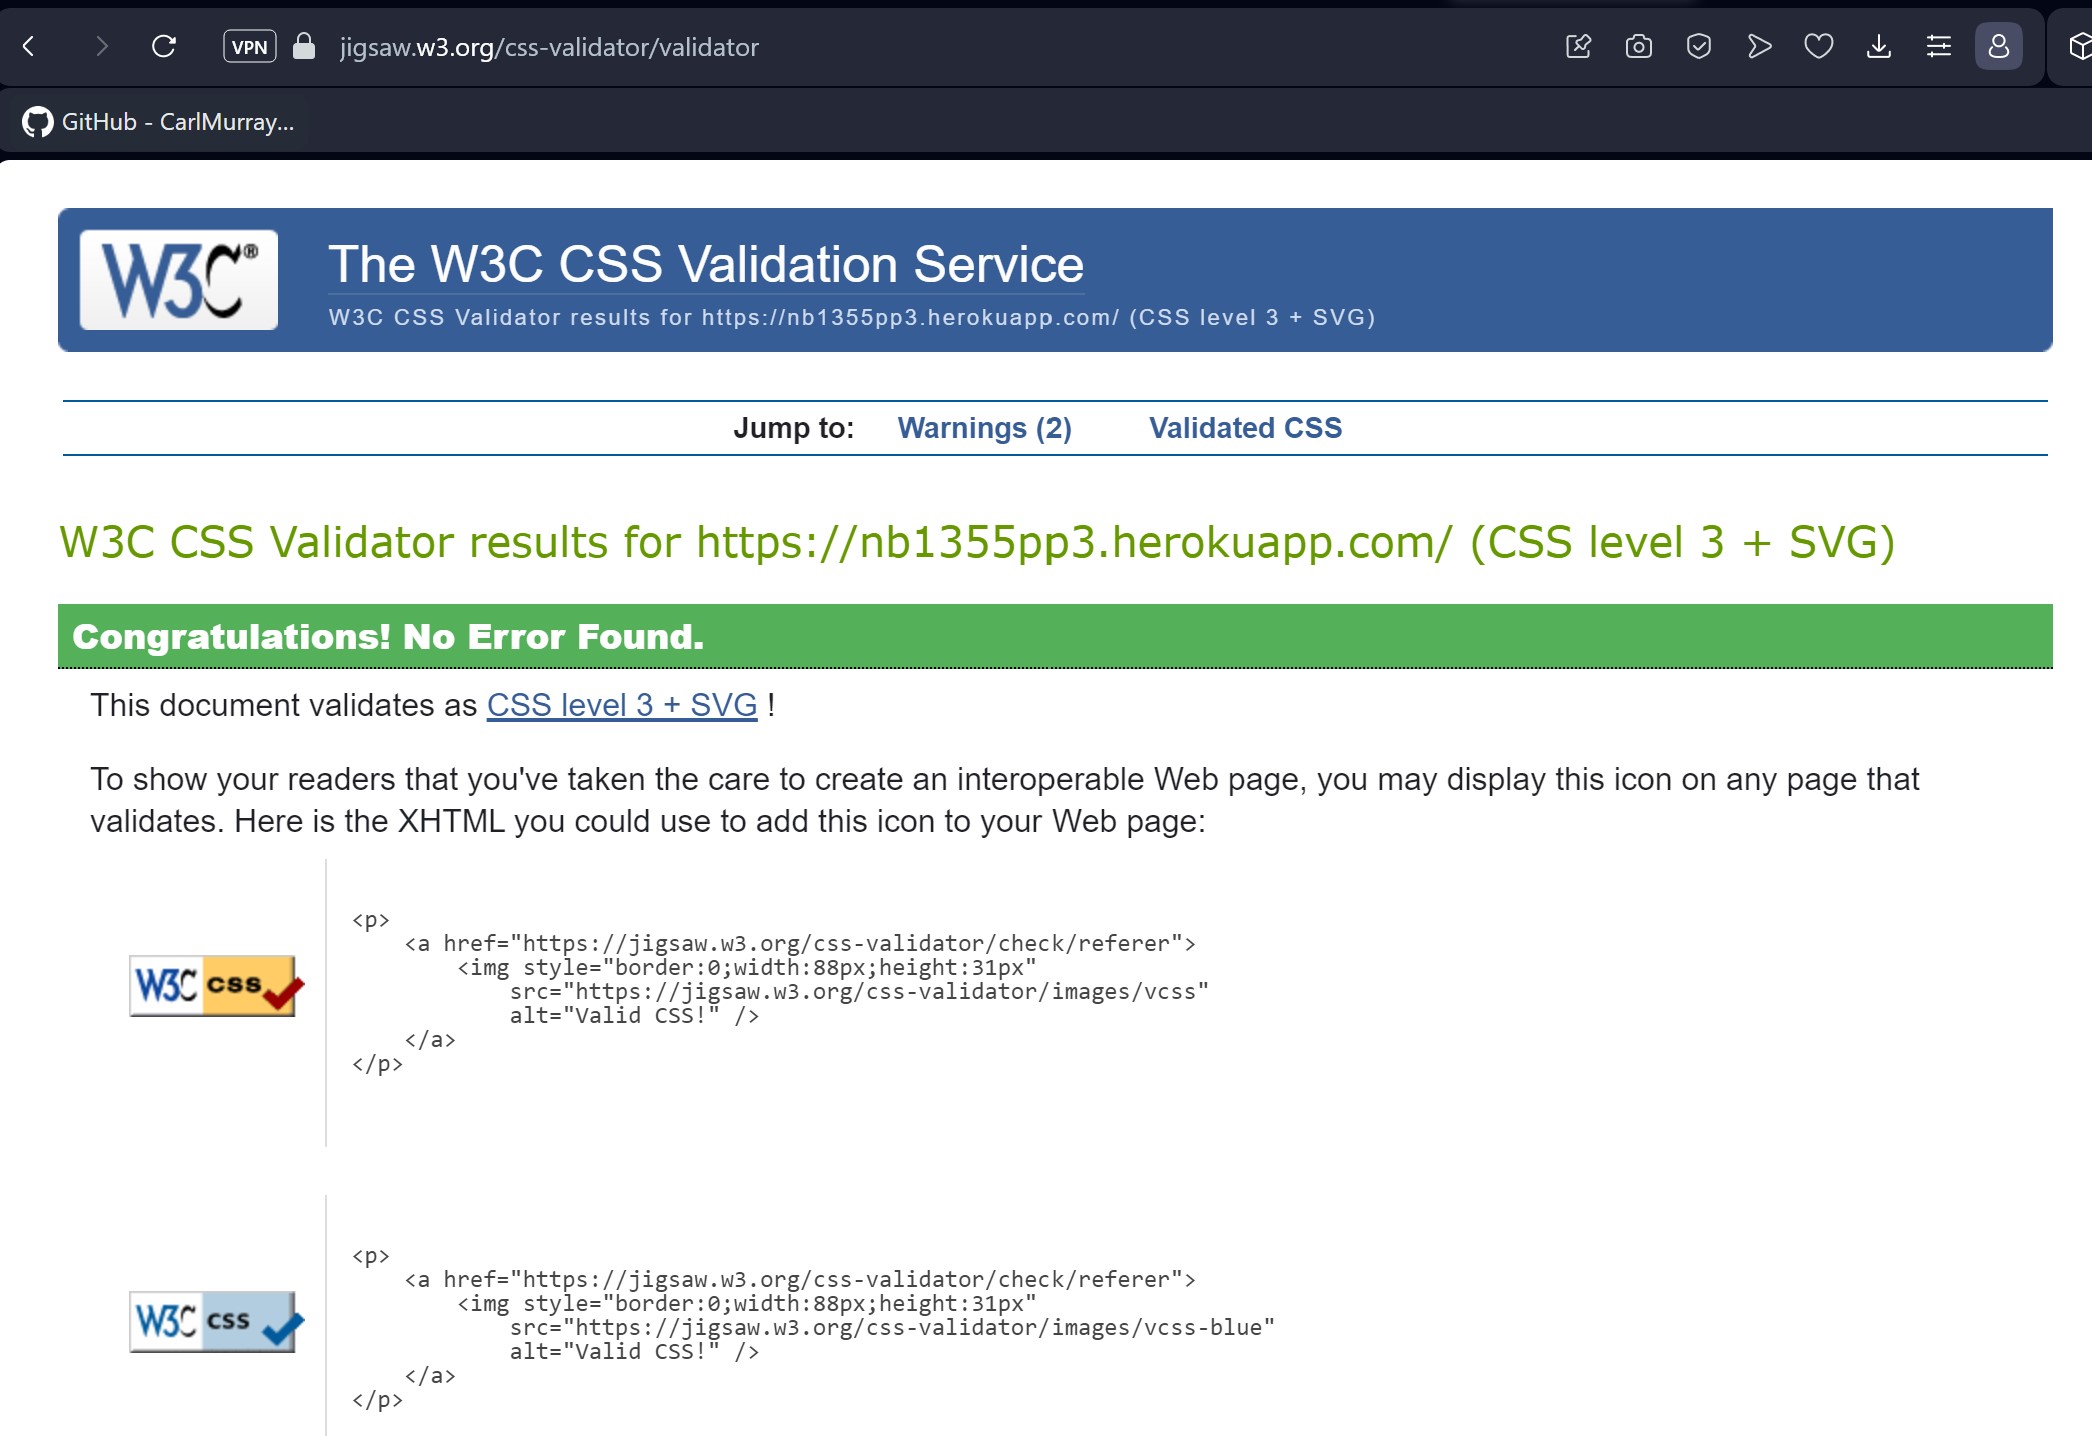 VPN jigsaw.w3.org/css-validator/validator
GitHub - CarlMurray...
W3C® The W3C CSS Validation Service
W3C CSS Validator results for https://nb1355pp3.herokuapp.com/ (CSS level 3 + SVG)
Jump to: Warnings (2) Validated CSS
W3C CSS Validator results for https://nb1355pp3.herokuapp.com/ (CSS level 3 + SVG)
Congratulations! No Error Found.
This document validates as CSS level 3 + SVG !
To show your readers that you've taken the care to create an interoperable Web page, you may display this icon on any page that
validates. Here is the XHTML you could use to add this icon to your Web page:
W3C css
<p>
<a href="https://jigsaw.w3.org/css-validator/check/referer">
<img style="border:0;width:88px;height:31px"
src="https://jigsaw.w3.org/css-validator/images/vcss"
alt="Valid CSS!" />
</a>
</p>
W3C css
<p>
<a href="https://jigsaw.w3.org/css-validator/check/referer">
<img style="border:0;width:88px;height:31px"
src="https://jigsaw.w3.org/css-validator/images/vcss-blue"
alt="Valid CSS!" />
</a>
</p>